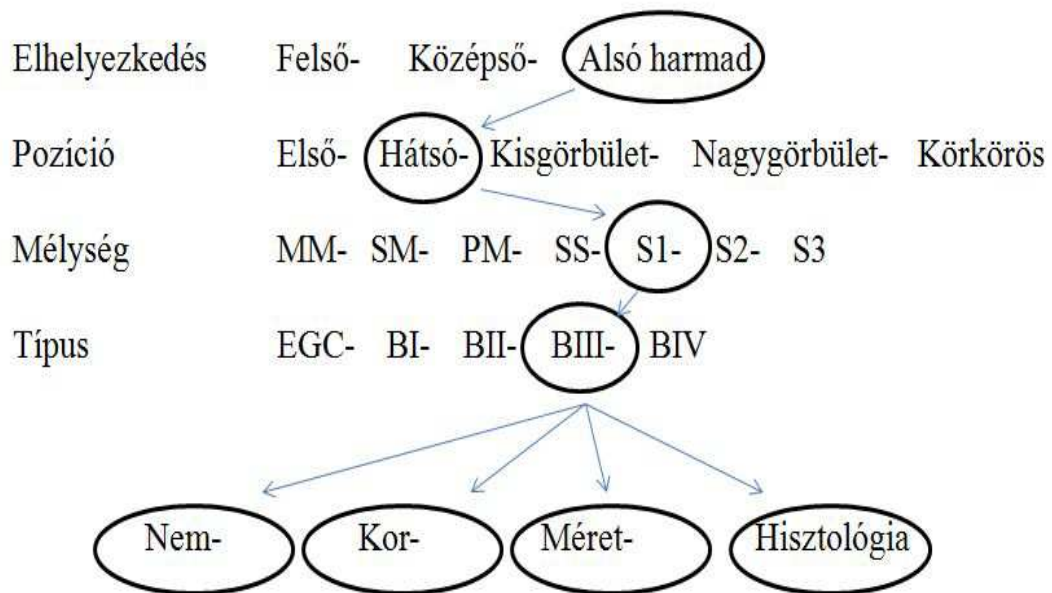 Elhelyezkedés Felső- Középső- Alsó harmad
Pozíció Első- Hátsó- Kisgörbület- Nagygörbület- Körkörös
Mélység MM- SM- PM- SS- S1- S2- S3
Típus EGC- BI- BII- BIII- BIV
Nem- Kor- Méret- Hisztológia